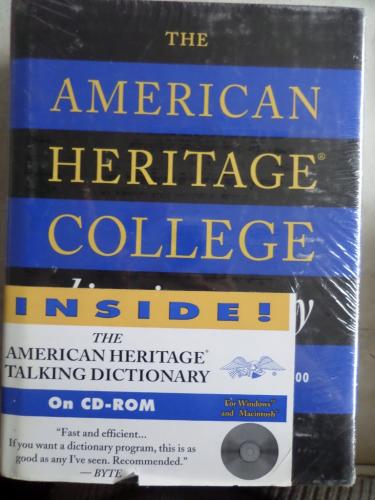 THE
AMERICAN
HERITAGE®
COLLEGE
INSIDE!
THE
AMERICAN HERITAGE®
TALKING DICTIONARY
On CD-ROM
For Windows™
and Macintosh®
"Fast and efficient...
If you want a dictionary program, this is as
good as any I've seen. Recommended."
— BYTE